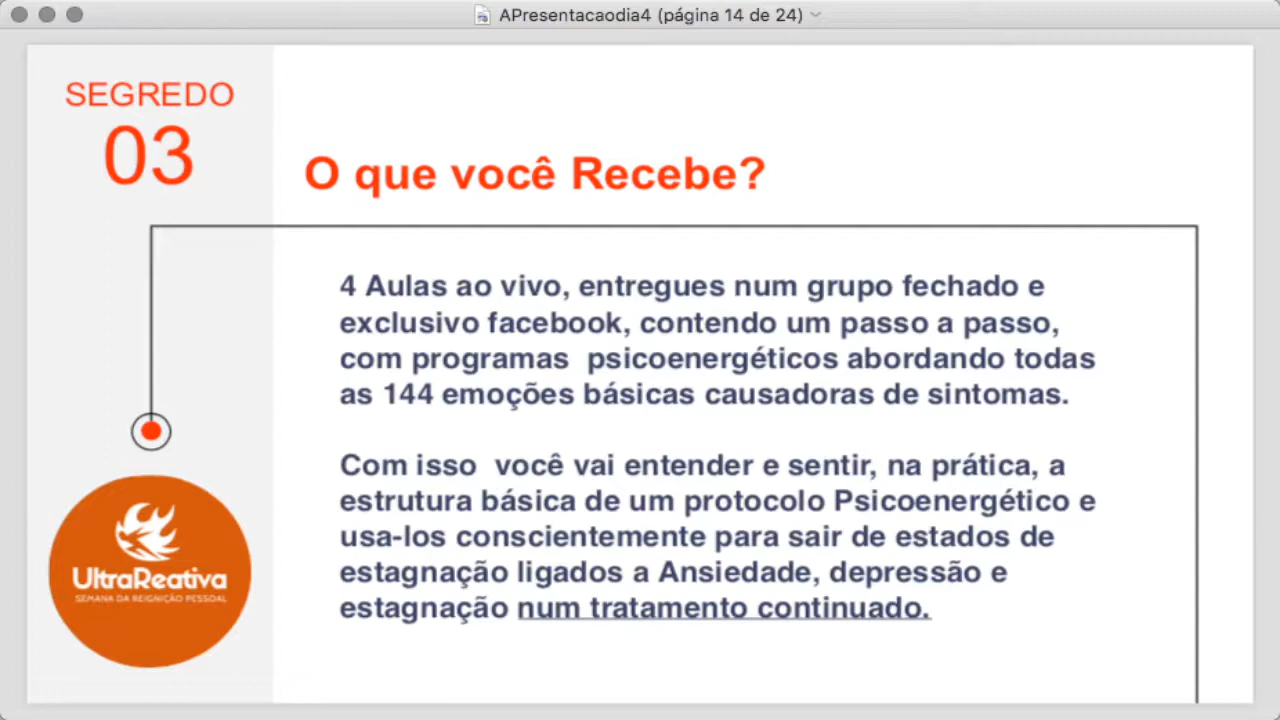 APresentacaodia4 (página 14 de 24)
SEGREDO
03
O que você Recebe?
4 Aulas ao vivo, entregues num grupo fechado e
exclusivo facebook, contendo um passo a passo,
com programas  psicoenergéticos abordando todas
as 144 emoções básicas causadoras de sintomas.
Com isso  você vai entender e sentir, na prática, a
estrutura básica de um protocolo Psicoenergético e
usa-los conscientemente para sair de estados de
estagnação ligados a Ansiedade, depressão e
estagnação num tratamento continuado.
UltraReativa
SEMANA DA REIGNIÇÃO PESSOAL